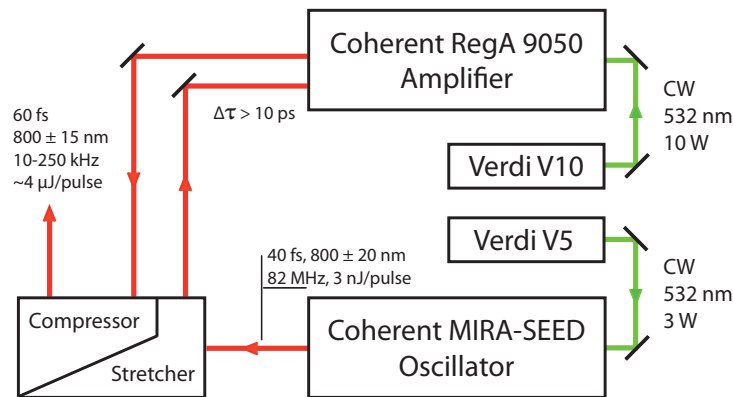 Coherent RegA 9050
Amplifier
60 fs
800 ± 15 nm
10-250 kHz
~4 µJ/pulse
Δτ > 10 ps
CW
532 nm
10 W
Verdi V10
Verdi V5
40 fs, 800 ± 20 nm
82 MHz, 3 nJ/pulse
CW
532 nm
3 W
Compressor
Stretcher
Coherent MIRA-SEED
Oscillator